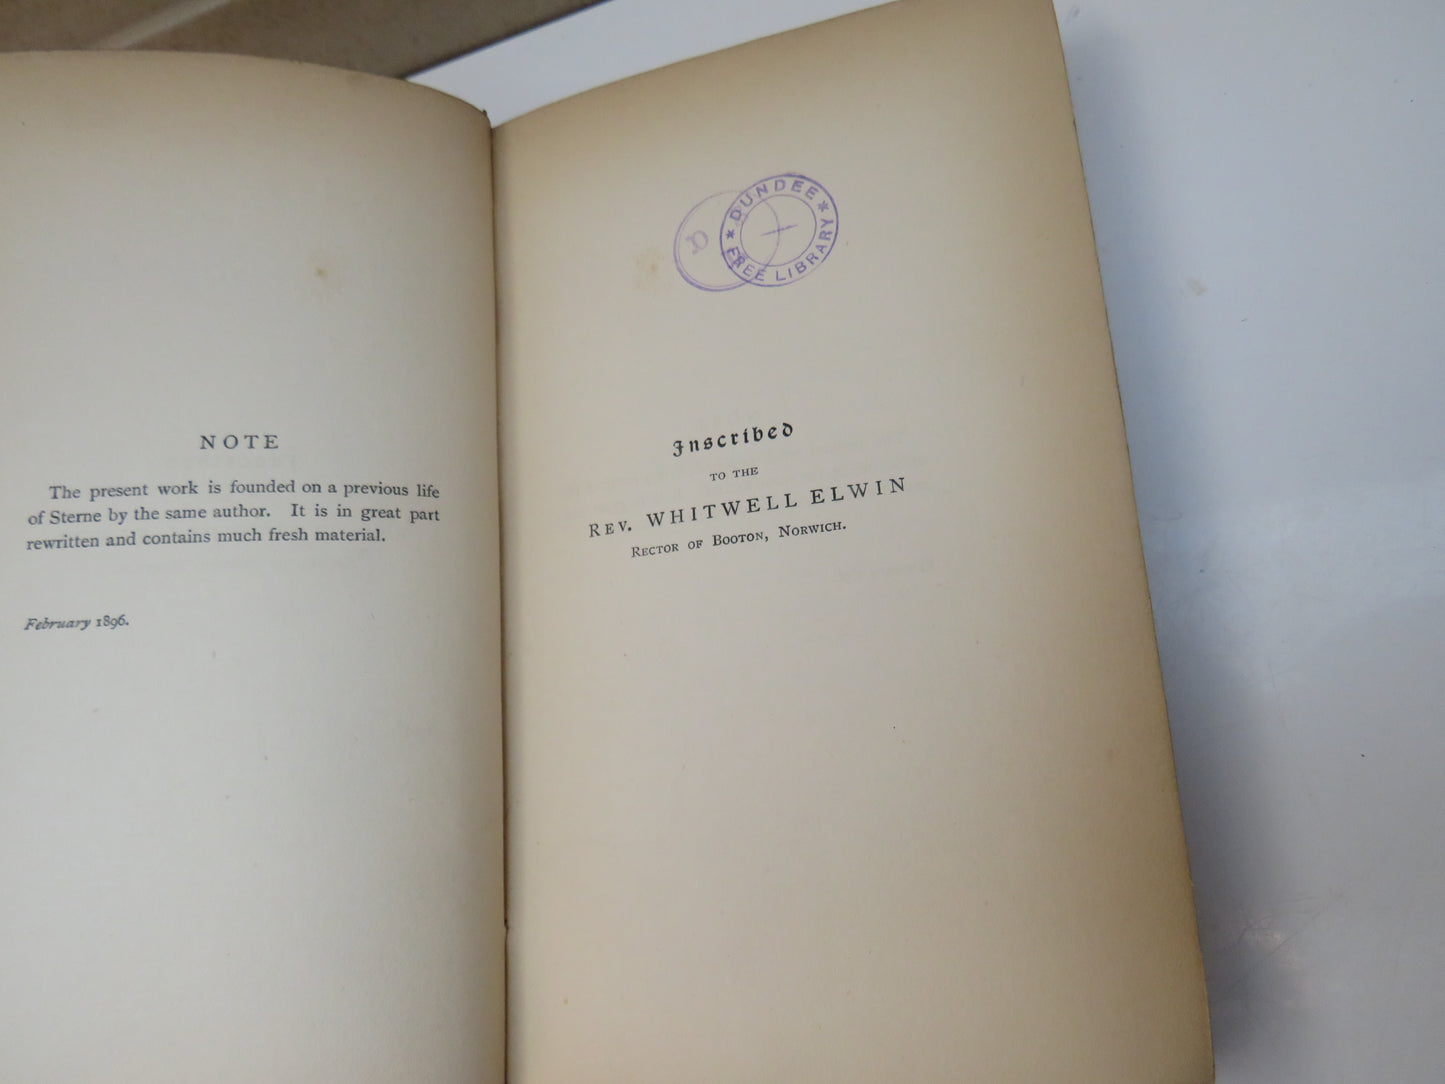 NOTE
The present work is founded on a previous life
of Sterne by the same author. It is in great part
rewritten and contains much fresh material.
February 1896.
* DUNDEE *
FREE LIBRARY
D
Inscribed
TO THE
REV. WHITWELL ELWIN
RECTOR OF BOOTON, NORWICH.